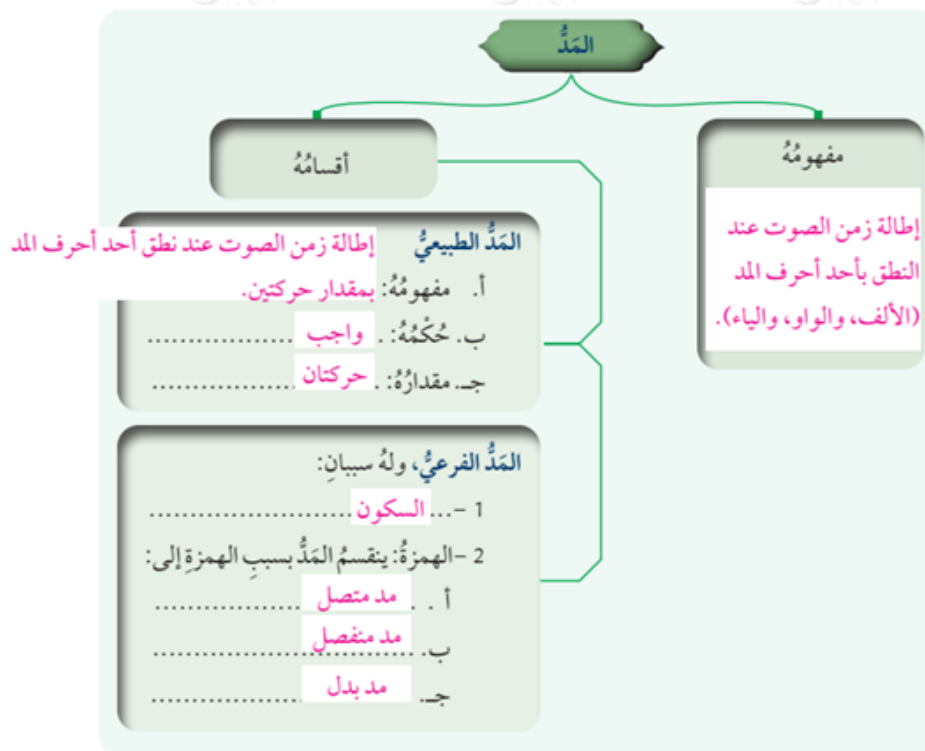 المَدُّ
مفهومُهُ
إطالة زمن الصوت عند
النطق بأحد أحرف المد
(الألف، والواو، والياء).
أقسامُهُ
المَدُّ الطبيعيُّ إطالة زمن الصوت عند نطق أحد أحرف المد
أ. مفهومُهُ: بمقدار حركتين.
ب. حُكْمُهُ: . واجب ..................
جـ. مقدارُهُ: . حركتان ..................
المَدُّ الفرعيُّ، ولهُ سببانِ:
1 -... السكون .........................
2 -الهمزةُ: ينقسمُ المَدُّ بسببِ الهمزةِ إلى:
أ . . مد متصل ..................
ب. مد منفصل ..................
جـ. مد بدل ..................